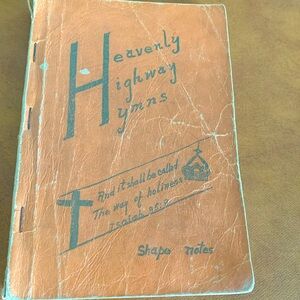 Heavenly
Highway
Hymns
And it shall be called
The way of holiness
Isaiah 35:8
Shape notes